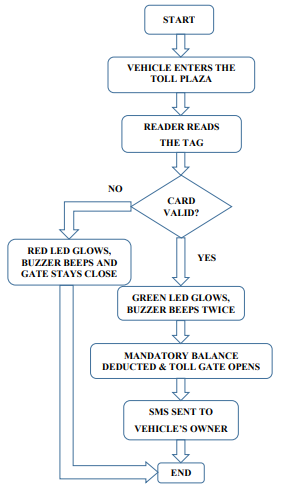 START
VEHICLE ENTERS THE
TOLL PLAZA
READER READS
THE TAG
NO
CARD
VALID?
RED LED GLOWS,
BUZZER BEEPS AND
GATE STAYS CLOSE
YES
GREEN LED GLOWS,
BUZZER BEEPS TWICE
MANDATORY BALANCE
DEDUCTED & TOLL GATE OPENS
SMS SENT TO
VEHICLE'S OWNER
END